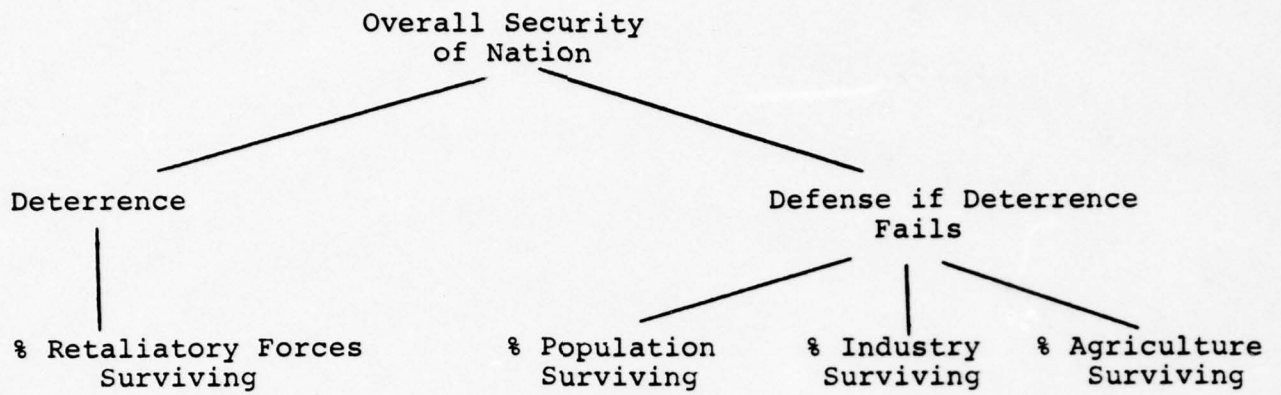 Overall Security
of Nation
Deterrence
Defense if Deterrence
Fails
% Retaliatory Forces
Surviving
% Population
Surviving
% Industry
Surviving
% Agriculture
Surviving